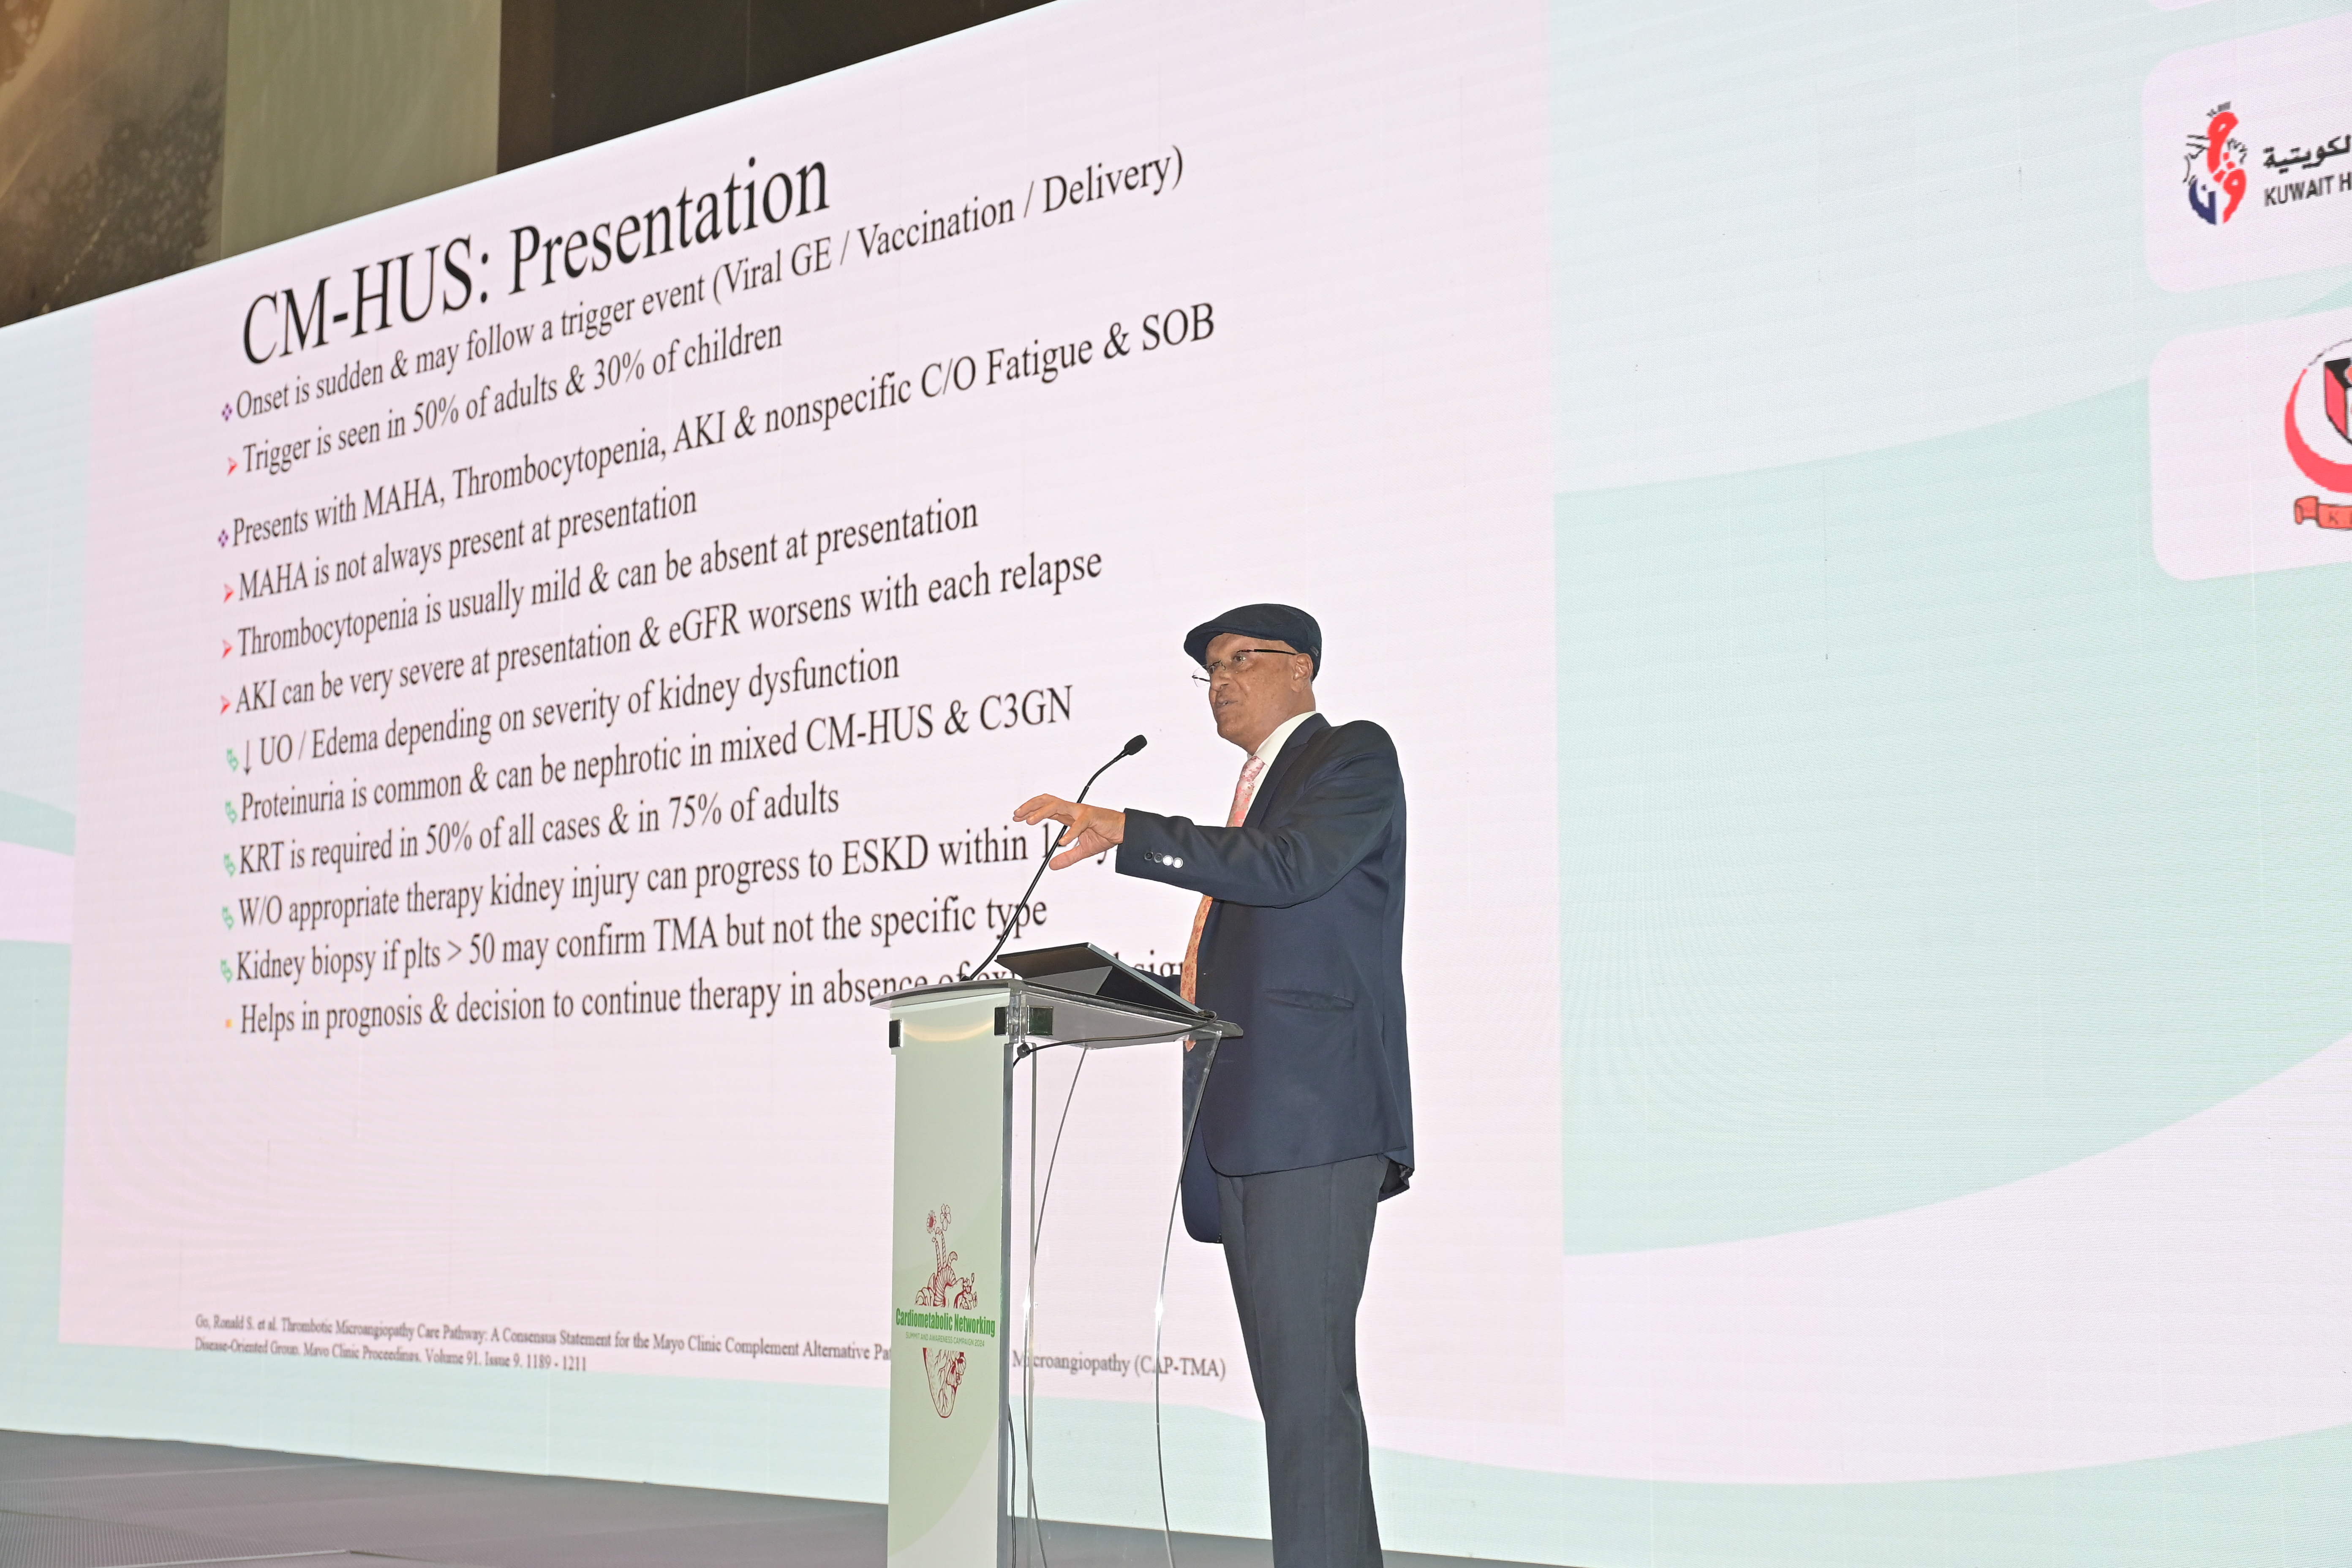 CM-HUS: Presentation
Onset is sudden & may follow a trigger event (Viral GE / Vaccination / Delivery)
Trigger is seen in 50% of adults & 30% of children
Presents with MAHA, Thrombocytopenia, AKI & nonspecific C/O Fatigue & SOB
MAHA is not always present at presentation
Thrombocytopenia is usually mild & can be absent at presentation
AKI can be very severe at presentation & eGFR worsens with each relapse
↓ UO / Edema depending on severity of kidney dysfunction
Proteinuria is common & can be nephrotic in mixed CM-HUS & C3GN
KRT is required in 50% of all cases & in 75% of adults
W/O appropriate therapy kidney injury can progress to ESKD within
Kidney biopsy if plts > 50 may confirm TMA but not the specific type
Helps in prognosis & decision to continue therapy in absence of
Go, Ronald S. et al. Thrombotic Microangiopathy Care Pathway: A Consensus Statement for the Mayo Clinic Complement Alternative
Microangiopathy (CAP-TMA)
Disease-Oriented Group. Mayo Clinic Proceedings, Volume 91, Issue 9, 1189 - 1211
Cardiometabolic Networking
SUMMIT AND AWARENESS CAMPAIGN 2024
KUWAIT